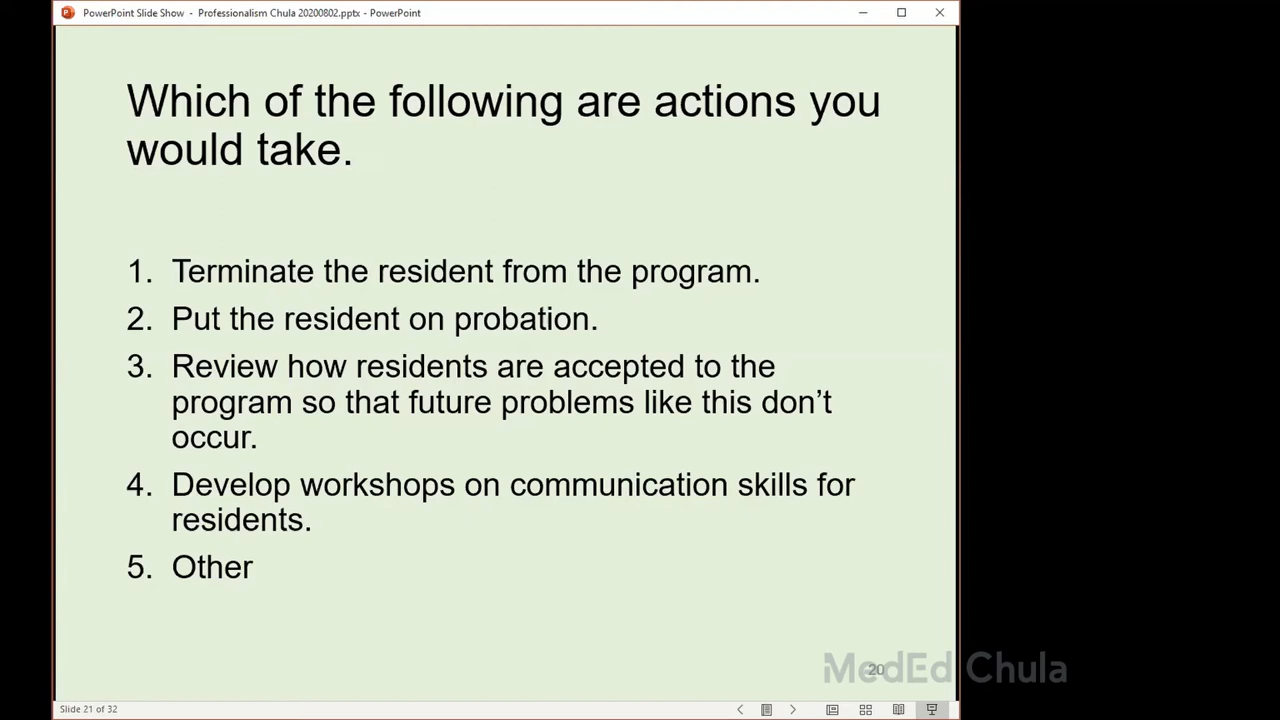 PowerPoint Slide Show - Professionalism Chula 20200802.pptx - PowerPoint
Which of the following are actions you
would take.
1. Terminate the resident from the program.
2. Put the resident on probation.
3. Review how residents are accepted to the
program so that future problems like this don’t
occur.
4. Develop workshops on communication skills for
residents.
5. Other
20
MedEd Chula
Slide 21 of 32